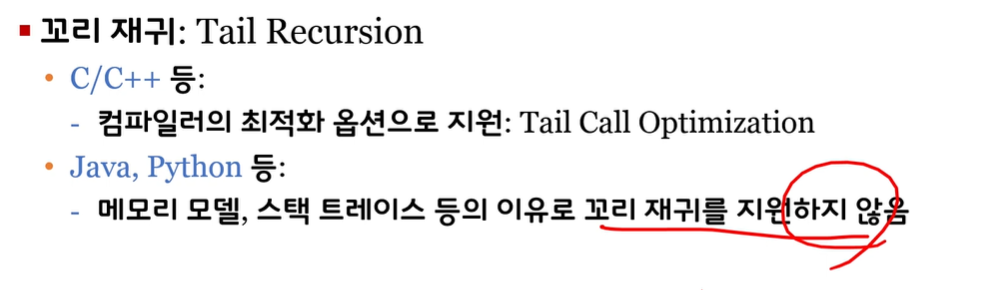 ▪ 꼬리 재귀: Tail Recursion
• C/C++ 등:
- 컴파일러의 최적화 옵션으로 지원: Tail Call Optimization
• Java, Python 등:
- 메모리 모델, 스택 트레이스 등의 이유로 꼬리 재귀를 지원하지 않음